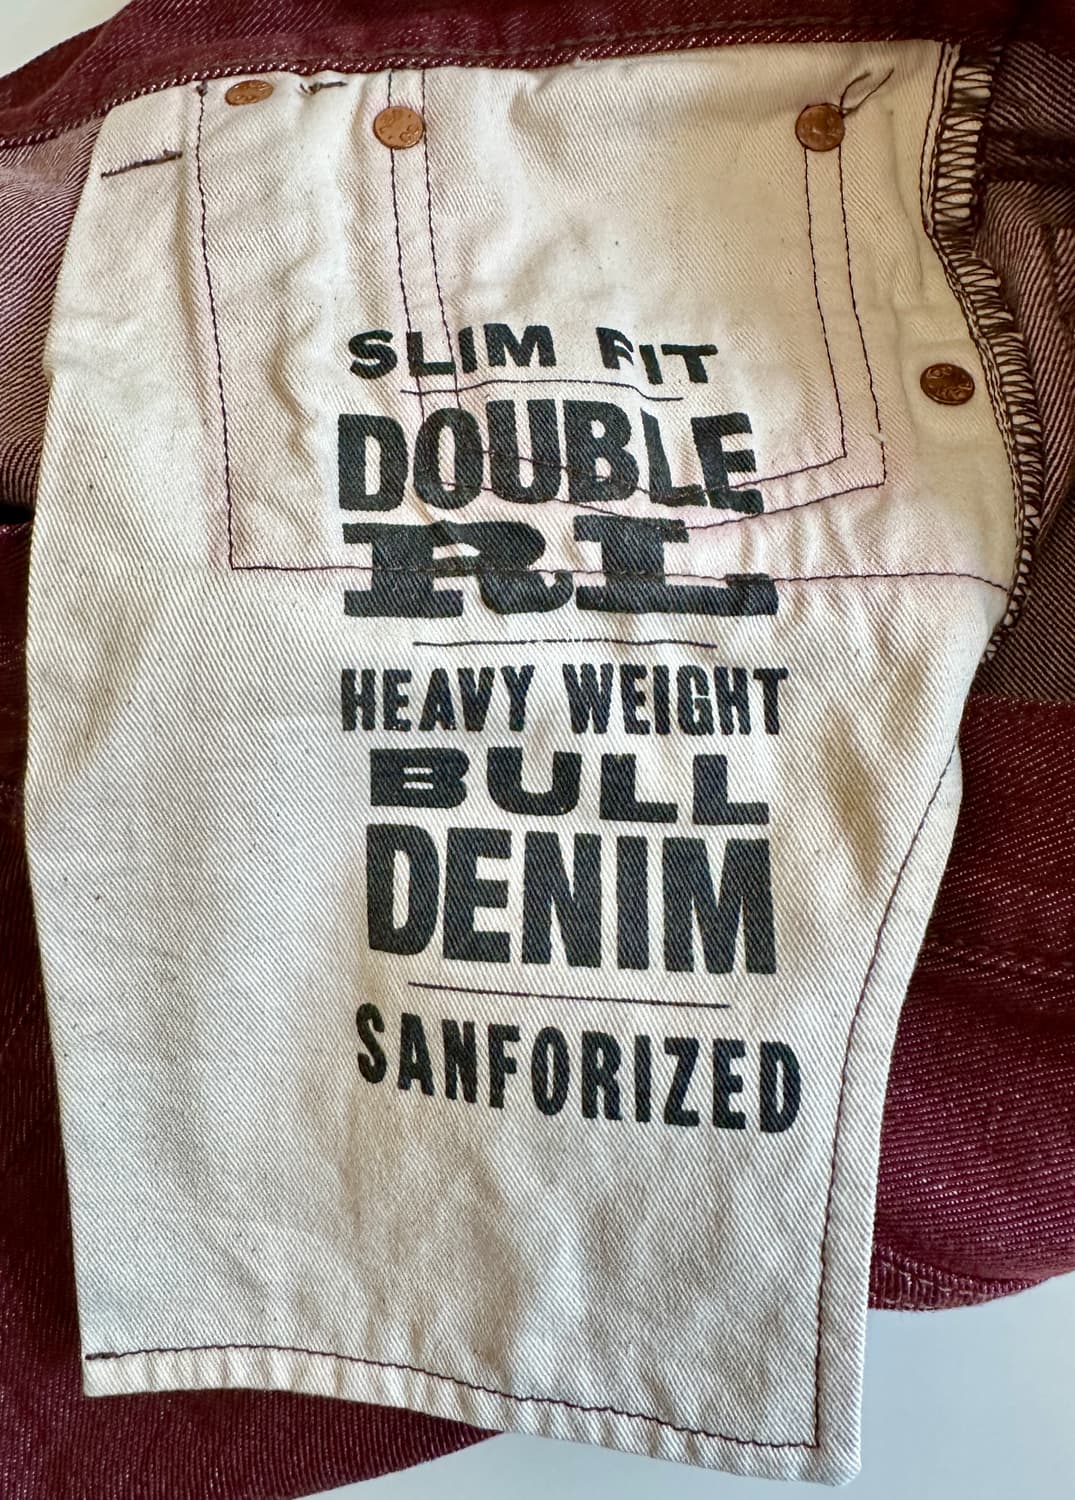 SLIM FIT
DOUBLE
RL
HEAVY WEIGHT
BULL
DENIM
SANFORIZED